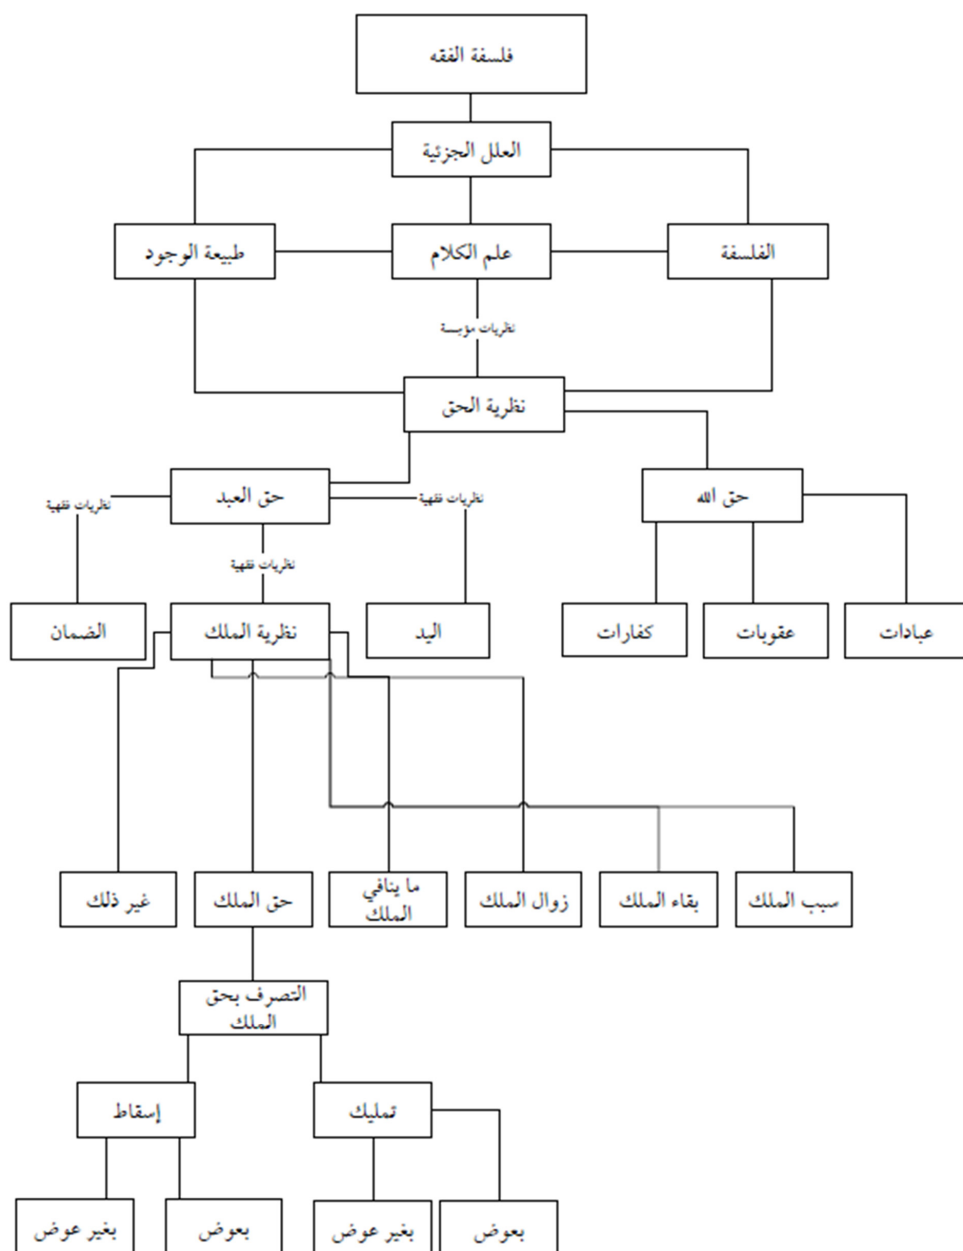 فلسفة الفقه
العلل الجزئية
الفلسفة
علم الكلام
طبيعة الوجود
نظريات مؤسسة
نظرية الحق
حق الله
حق العبد
نظريات فقهية
نظريات فقهية
نظريات فقهية
عبادات
عقوبات
كفارات
اليد
نظرية الملك
الضمان
سبب الملك
بقاء الملك
زوال الملك
ما ينافي
الملك
حق الملك
غير ذلك
التصرف بحق
الملك
تمليك
إسقاط
بعوض
بغير عوض
بعوض
بغير عوض